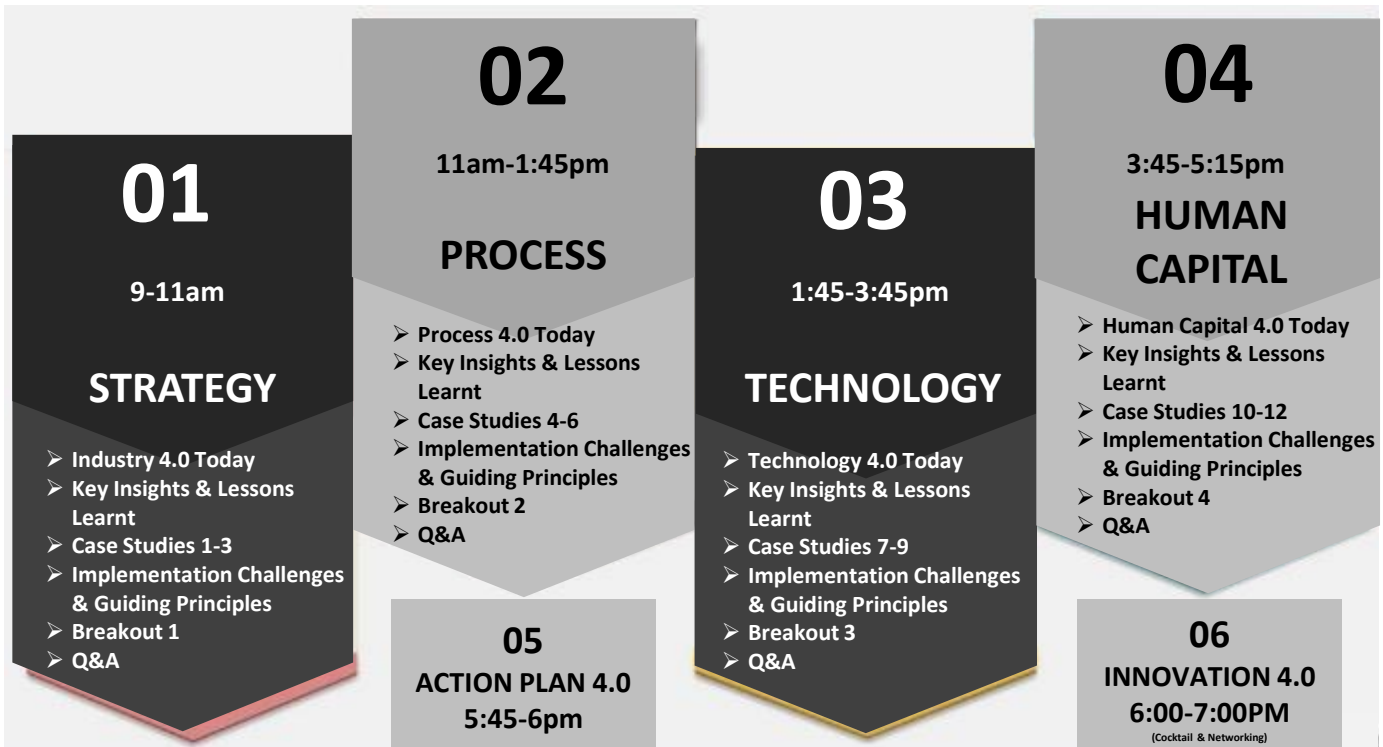 01
9-11am
STRATEGY
➢ Industry 4.0 Today
➢ Key Insights & Lessons
Learnt
➢ Case Studies 1-3
➢ Implementation Challenges
& Guiding Principles
➢ Breakout 1
➢ Q&A
02
11am-1:45pm
PROCESS
➢ Process 4.0 Today
➢ Key Insights & Lessons
Learnt
➢ Case Studies 4-6
➢ Implementation Challenges
& Guiding Principles
➢ Breakout 2
➢ Q&A
03
1:45-3:45pm
TECHNOLOGY
➢ Technology 4.0 Today
➢ Key Insights & Lessons
Learnt
➢ Case Studies 7-9
➢ Implementation Challenges
& Guiding Principles
➢ Breakout 3
➢ Q&A
04
3:45-5:15pm
HUMAN
CAPITAL
➢ Human Capital 4.0 Today
➢ Key Insights & Lessons
Learnt
➢ Case Studies 10-12
➢ Implementation Challenges
& Guiding Principles
➢ Breakout 4
➢ Q&A
05
ACTION PLAN 4.0
5:45-6pm
06
INNOVATION 4.0
6:00-7:00PM
(Cocktail & Networking)